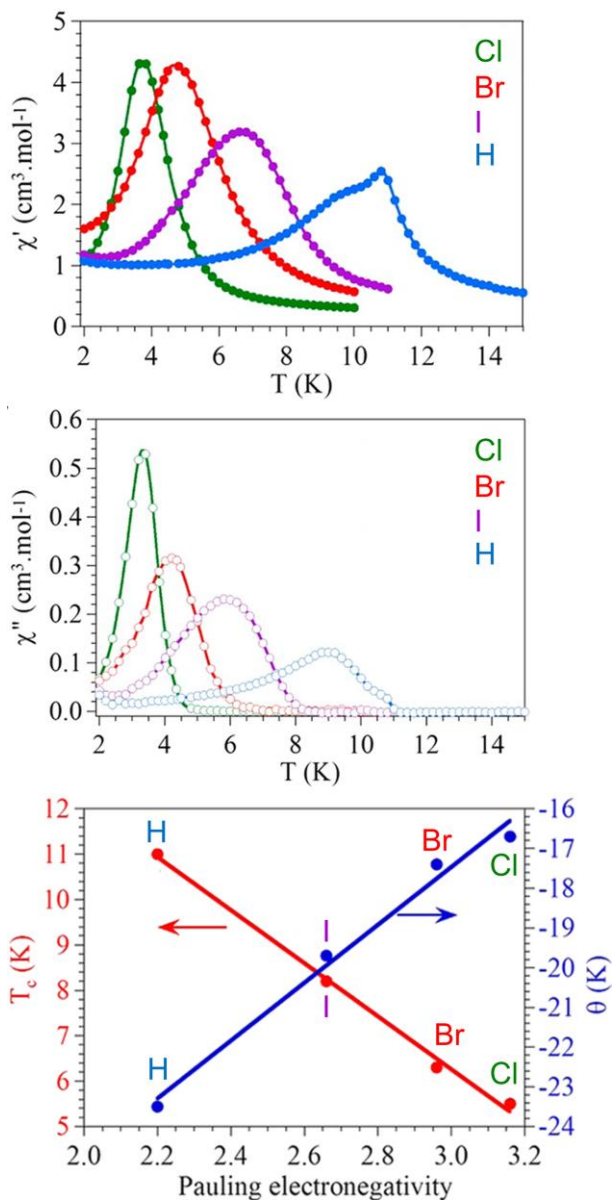 5
4
3
2
1
0
χ' (cm³.mol⁻¹)
Cl
Br
I
H
2 4 6 8 10 12 14
T (K)
0.6
0.5
0.4
0.3
0.2
0.1
0.0
χ" (cm³.mol⁻¹)
Cl
Br
I
H
2 4 6 8 10 12 14
T (K)
12
11
10
9
8
7
6
5
T_c (K)
H
I
Br
Cl
H
I
Br
Cl
-16
-17
-18
-19
-20
-21
-22
-23
-24
θ (K)
2.0 2.2 2.4 2.6 2.8 3.0 3.2
Pauling electronegativity